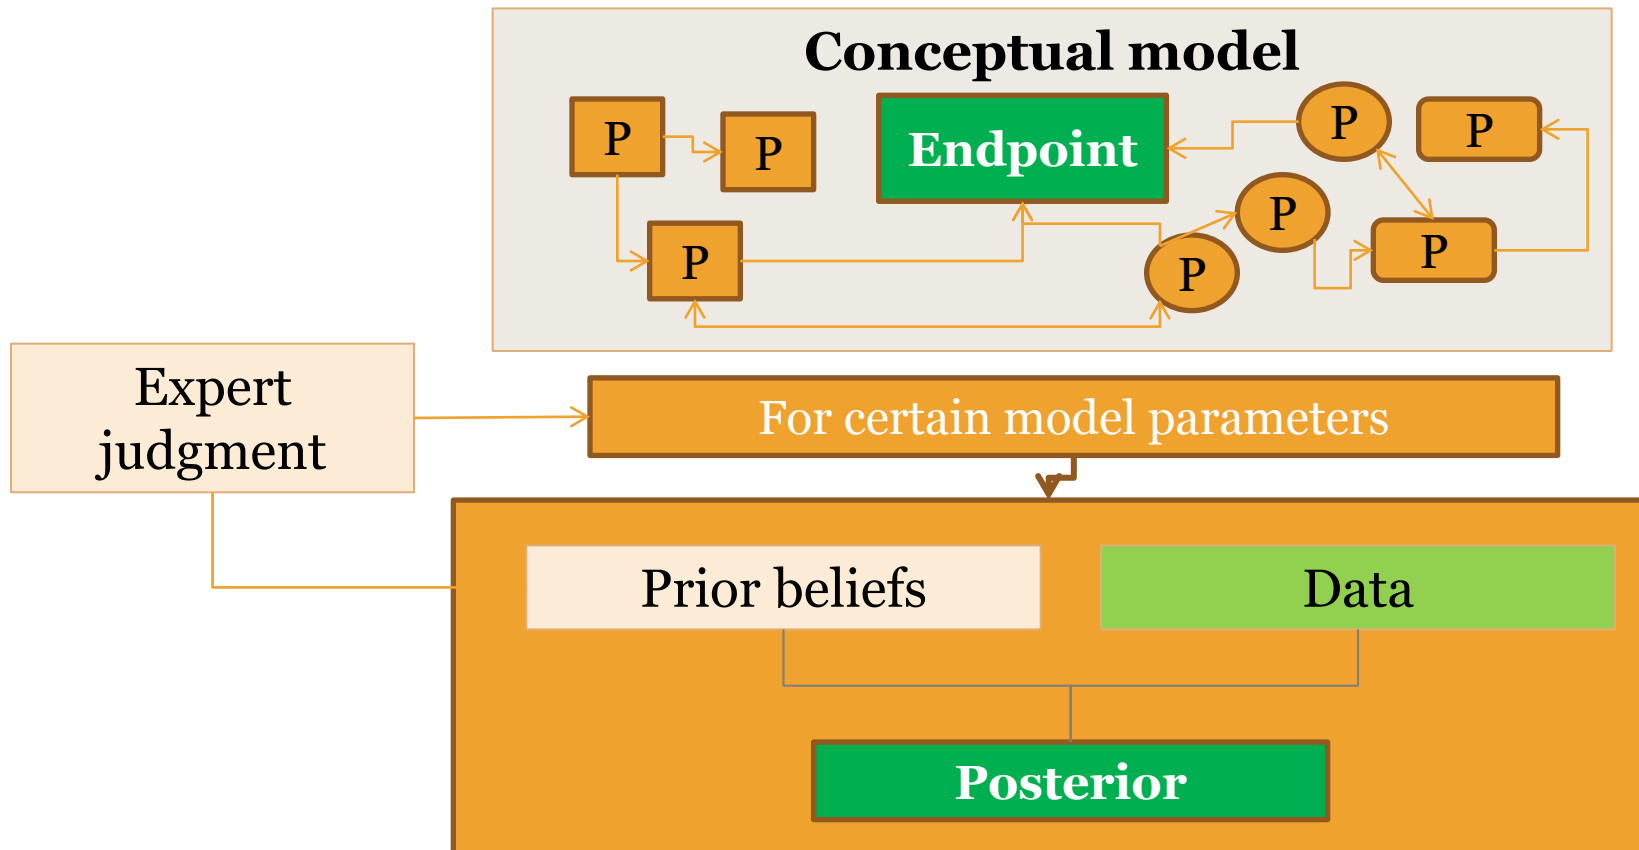 Conceptual model
P
P
Endpoint
P
P
P
P
P
P
Expert
judgment
For certain model parameters
Prior beliefs
Data
Posterior